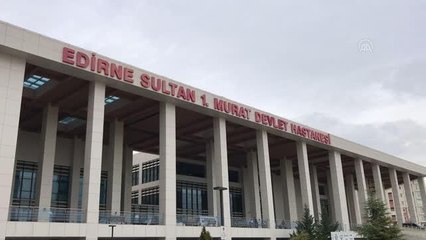 EDİRNE SULTAN 1. MURAT DEVLET HASTANESİ